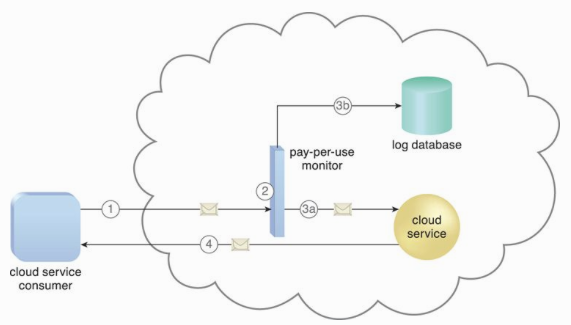 3b
log database
pay-per-use
monitor
2
1
3a
cloud
service
4
cloud service
consumer